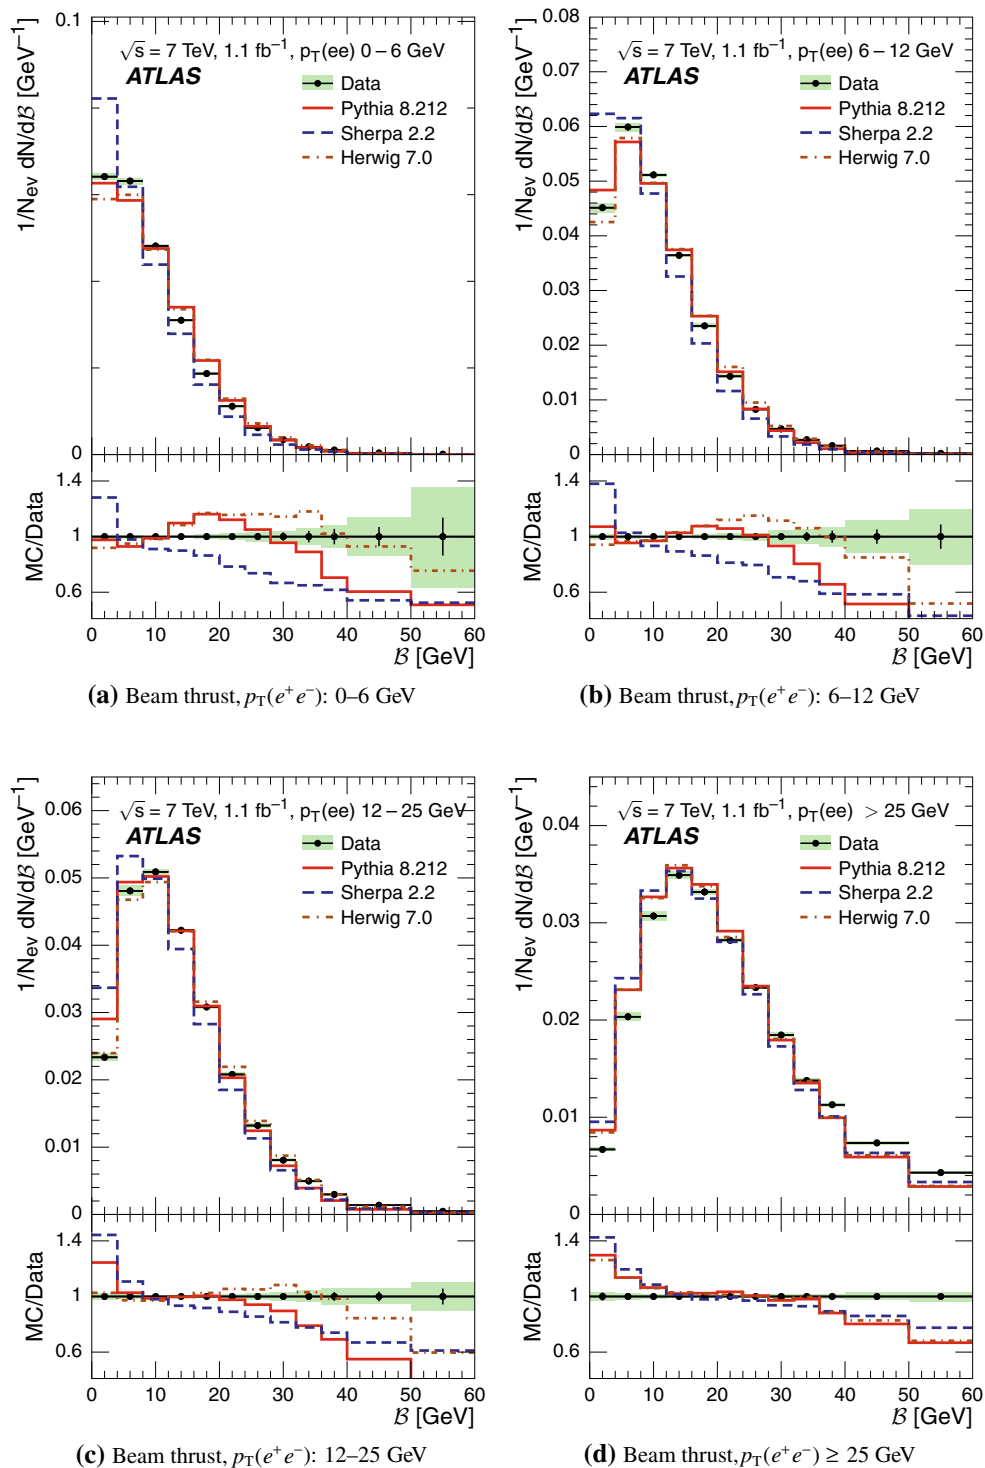 √s = 7 TeV, 1.1 fb⁻¹, pT(ee) 0 – 6 GeV
ATLAS
Data
Pythia 8.212
Sherpa 2.2
Herwig 7.0
1/Nev dN/dℬ [GeV⁻¹]
0.1
0
MC/Data
1.4
1
0.6
0 10 20 30 40 50 60
ℬ [GeV]
(a) Beam thrust, pT(e⁺e⁻): 0–6 GeV
√s = 7 TeV, 1.1 fb⁻¹, pT(ee) 6 – 12 GeV
ATLAS
Data
Pythia 8.212
Sherpa 2.2
Herwig 7.0
1/Nev dN/dℬ [GeV⁻¹]
0.08
0.06
0.04
0.02
0
MC/Data
1.4
1
0.6
0 10 20 30 40 50 60
ℬ [GeV]
(b) Beam thrust, pT(e⁺e⁻): 6–12 GeV
√s = 7 TeV, 1.1 fb⁻¹, pT(ee) 12 – 25 GeV
ATLAS
Data
Pythia 8.212
Sherpa 2.2
Herwig 7.0
1/Nev dN/dℬ [GeV⁻¹]
0.06
0.05
0.04
0.03
0.02
0.01
0
MC/Data
1.4
1
0.6
0 10 20 30 40 50 60
ℬ [GeV]
(c) Beam thrust, pT(e⁺e⁻): 12–25 GeV
√s = 7 TeV, 1.1 fb⁻¹, pT(ee) > 25 GeV
ATLAS
Data
Pythia 8.212
Sherpa 2.2
Herwig 7.0
1/Nev dN/dℬ [GeV⁻¹]
0.04
0.03
0.02
0.01
0
MC/Data
1.4
1
0.6
0 10 20 30 40 50 60
ℬ [GeV]
(d) Beam thrust, pT(e⁺e⁻) ≥ 25 GeV